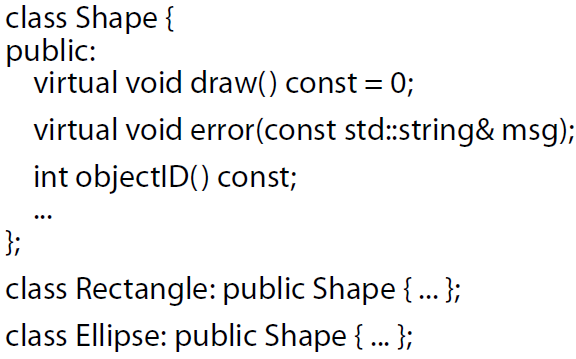 class Shape {
public:
virtual void draw() const = 0;
virtual void error(const std::string& msg);
int objectID() const;
...
};
class Rectangle: public Shape { ... };
class Ellipse: public Shape { ... };